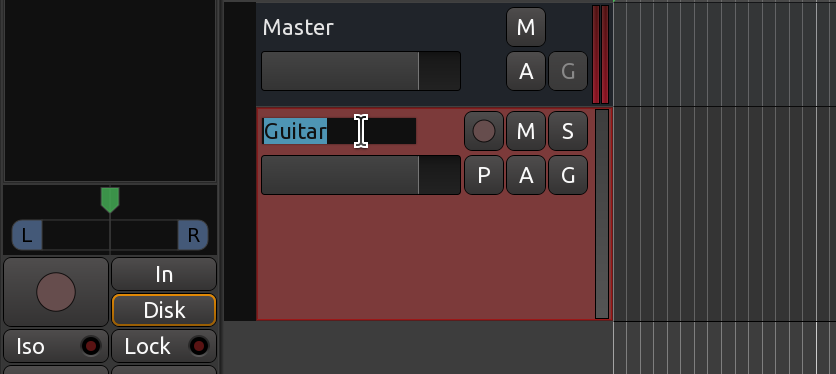 Master
M
A G
Guitar
M S
P A G
L R
In
Disk
Iso Lock